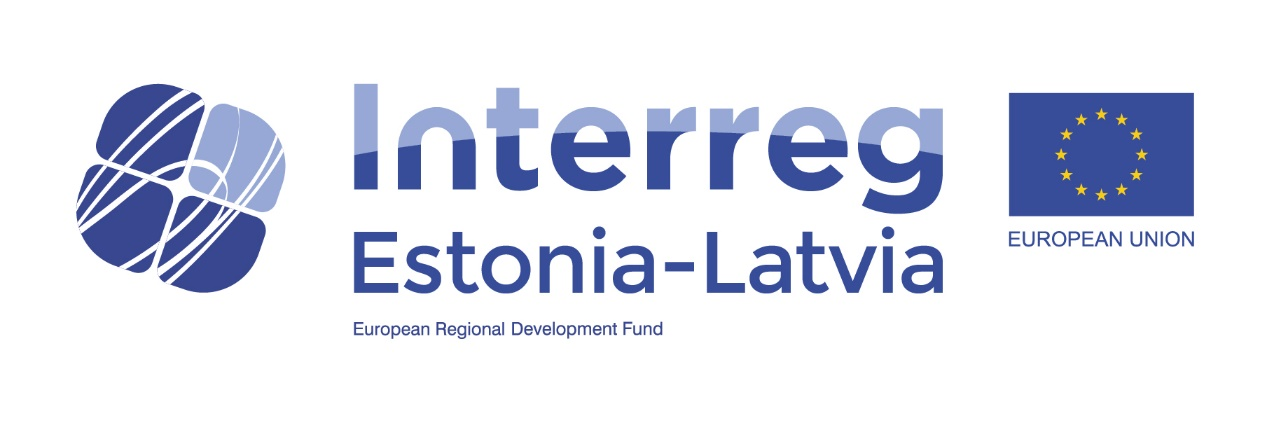 Interreg
Estonia-Latvia
European Regional Development Fund
EUROPEAN UNION